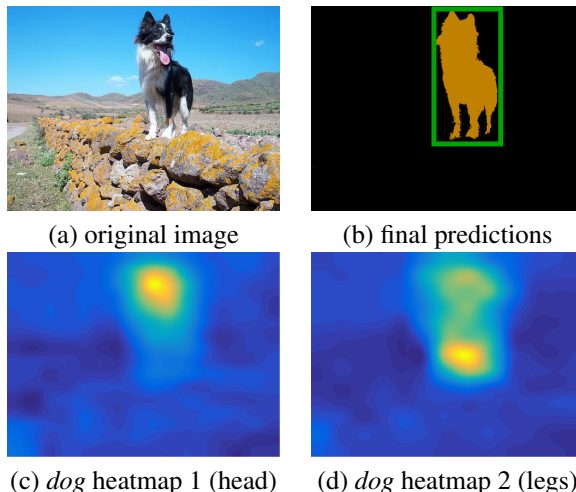 (a) original image
(b) final predictions
(c) dog heatmap 1 (head)
(d) dog heatmap 2 (legs)